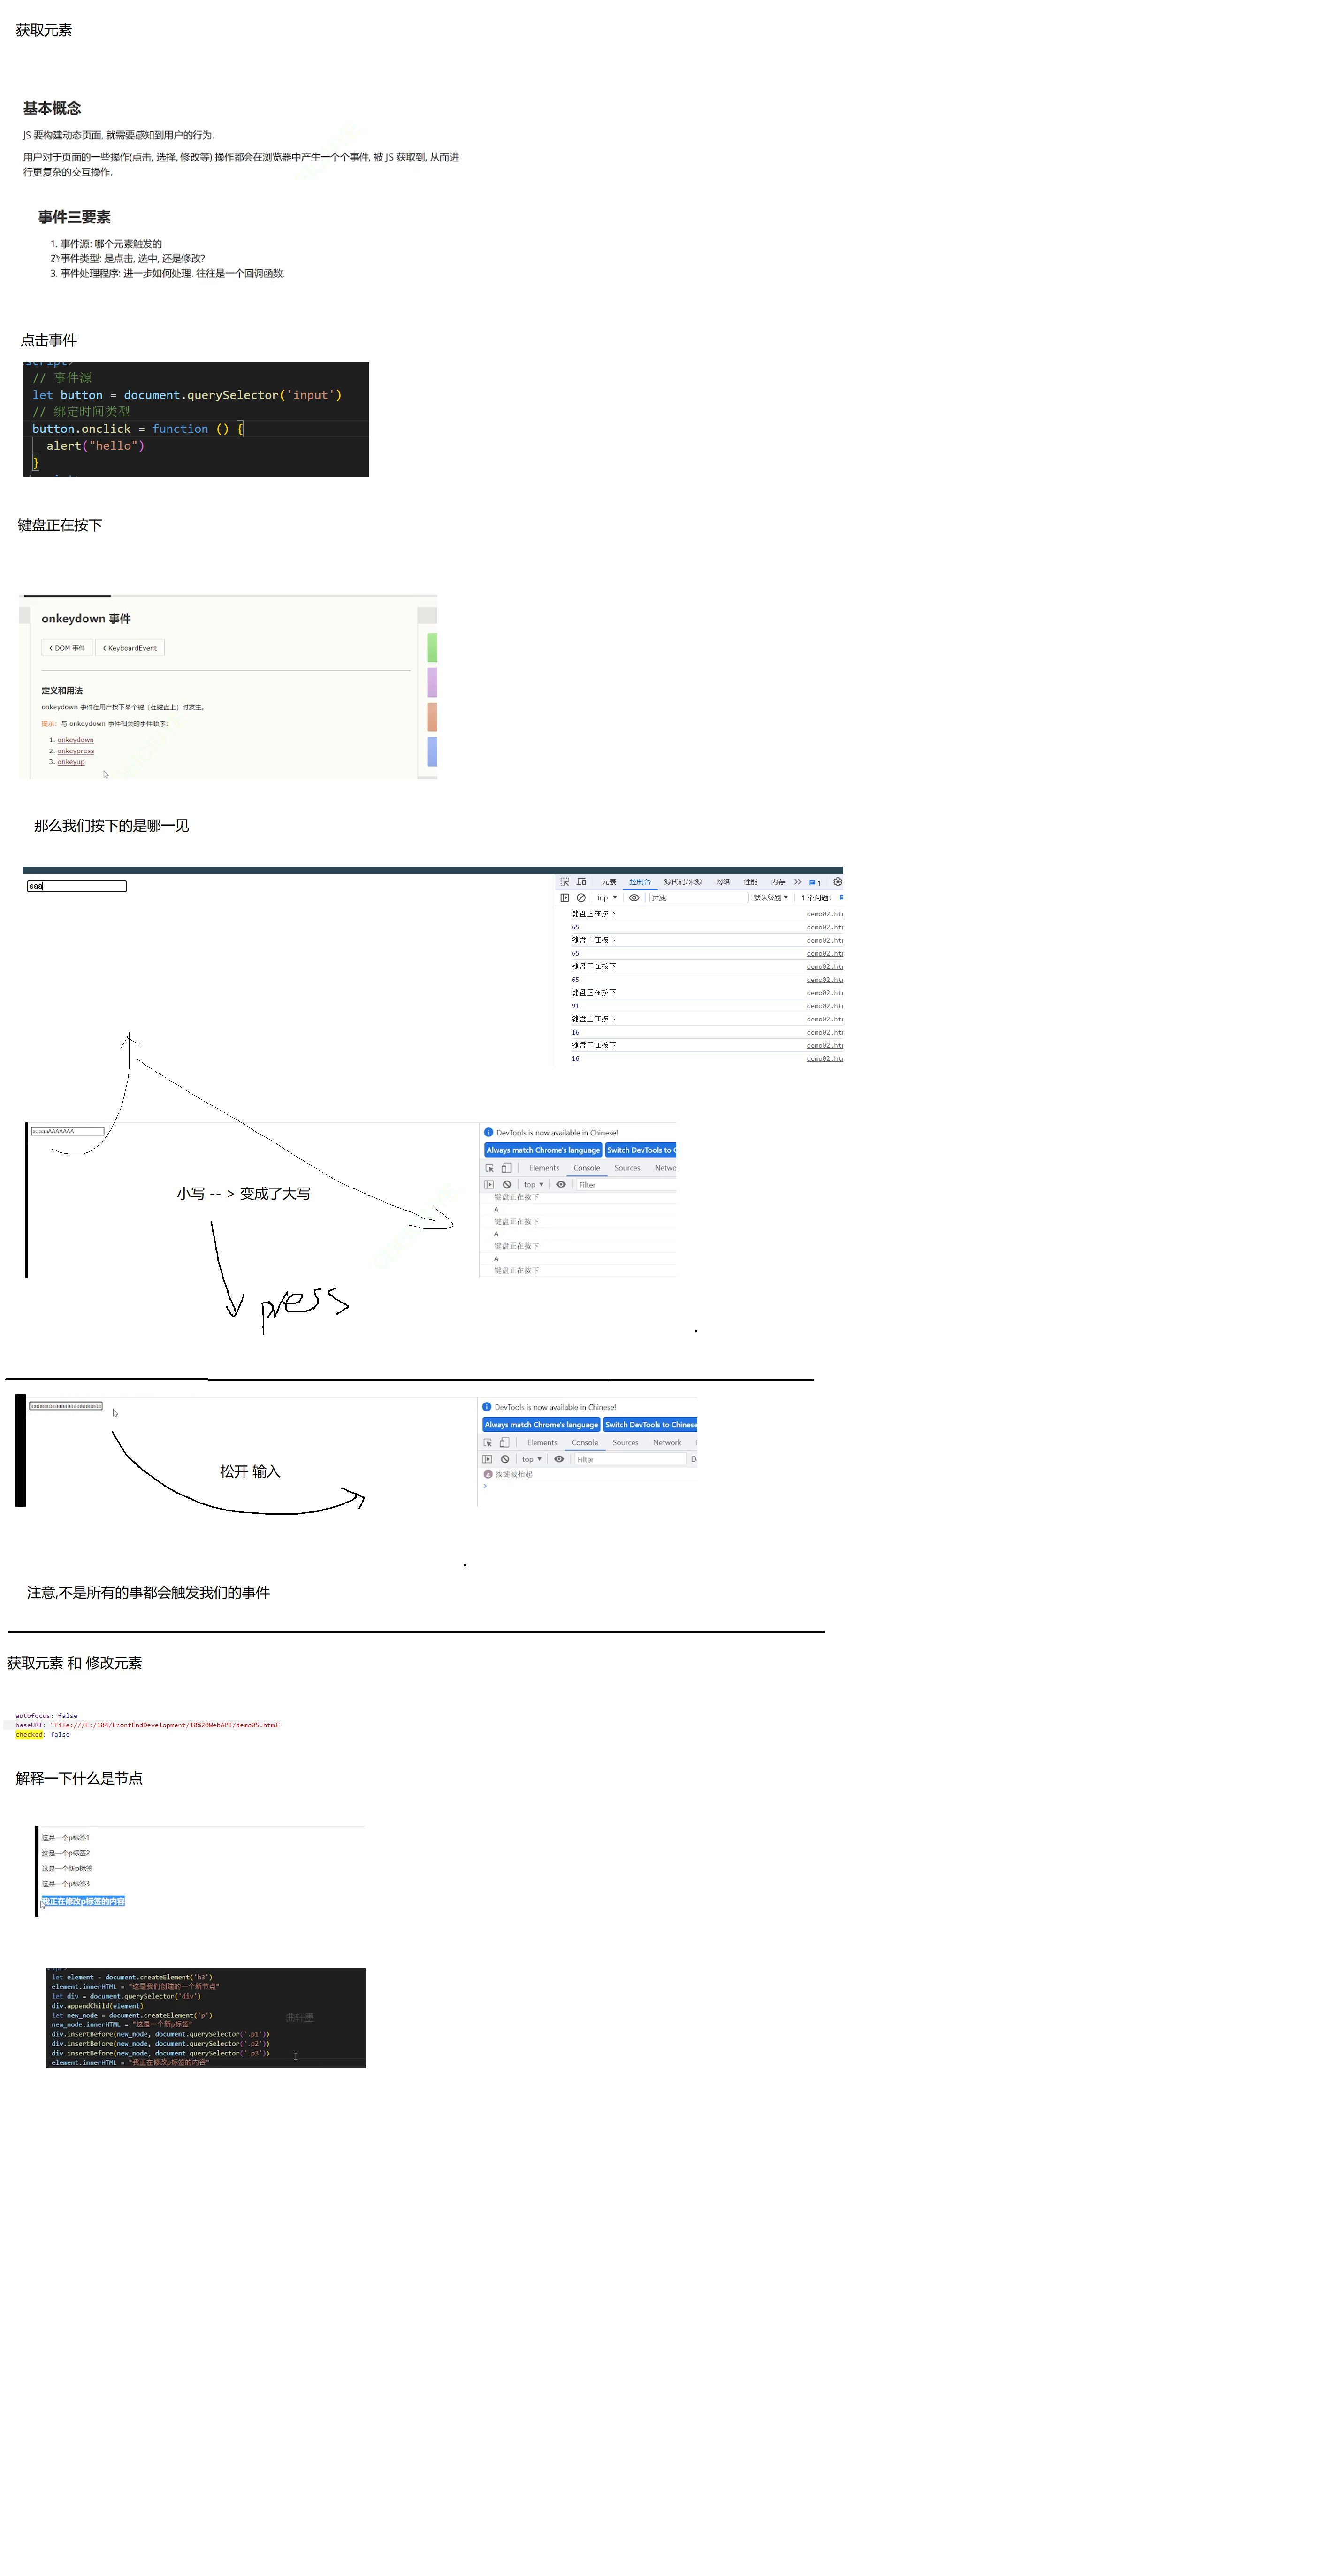 获取元素
基本概念
JS 要构建动态页面, 就需要感知到用户的行为.
用户对于页面的一些操作(点击, 选择, 修改等) 操作都会在浏览器中产生一个个事件, 被 JS 获取到, 从而进
行更复杂的交互操作.
事件三要素
1. 事件源: 哪个元素触发的
2. 事件类型: 是点击, 选中, 还是修改?
3. 事件处理程序: 进一步如何处理. 往往是一个回调函数.
点击事件
// 事件源
let button = document.querySelector('input')
// 绑定时间类型
button.onclick = function () {
alert("hello")
}
键盘正在按下
onkeydown 事件
DOM 事件
KeyboardEvent
定义和用法
onkeydown 事件在用户按下某个键（在键盘上）时发生。
提示：与 onkeydown 事件相关的事件顺序：
1. onkeydown
2. onkeypress
3. onkeyup
那么我们按下的是哪一见
aaa
元素 控制台 源代码/来源 网络 性能 内存 1
top 过滤 默认级别 1 个问题:
键盘正在按下 demo02.htm
65 demo02.htm
键盘正在按下 demo02.htm
65 demo02.htm
键盘正在按下 demo02.htm
65 demo02.htm
键盘正在按下 demo02.htm
91 demo02.htm
键盘正在按下 demo02.htm
16 demo02.htm
键盘正在按下 demo02.htm
16 demo02.htm
DevTools is now available in Chinese!
Always match Chrome's language Switch DevTools to C
Elements Console Sources Netwo
top Filter
键盘正在按下
A
键盘正在按下
A
键盘正在按下
A
键盘正在按下
小写 -- > 变成了大写
press
DevTools is now available in Chinese!
Always match Chrome's language Switch DevTools to Chinese
Elements Console Sources Network
top Filter D
4 按键被抬起
松开 输入
注意,不是所有的事都会触发我们的事件
获取元素 和 修改元素
autofocus: false
baseURI: "file:///E:/104/FrontEndDevelopment/10%20WebAPI/demo05.html"
checked: false
解释一下什么是节点
这是一个p标签1
这是一个p标签2
这是一个新p标签
这是一个p标签3
我正在修改p标签的内容
let element = document.createElement('h3')
element.innerHTML = "这是我们创建的一个新节点"
let div = document.querySelector('div')
div.appendChild(element)
let new_node = document.createElement('p')
new_node.innerHTML = "这是一个新p标签"
div.insertBefore(new_node, document.querySelector('.p1'))
div.insertBefore(new_node, document.querySelector('.p2'))
div.insertBefore(new_node, document.querySelector('.p3'))
element.innerHTML = "我正在修改p标签的内容"